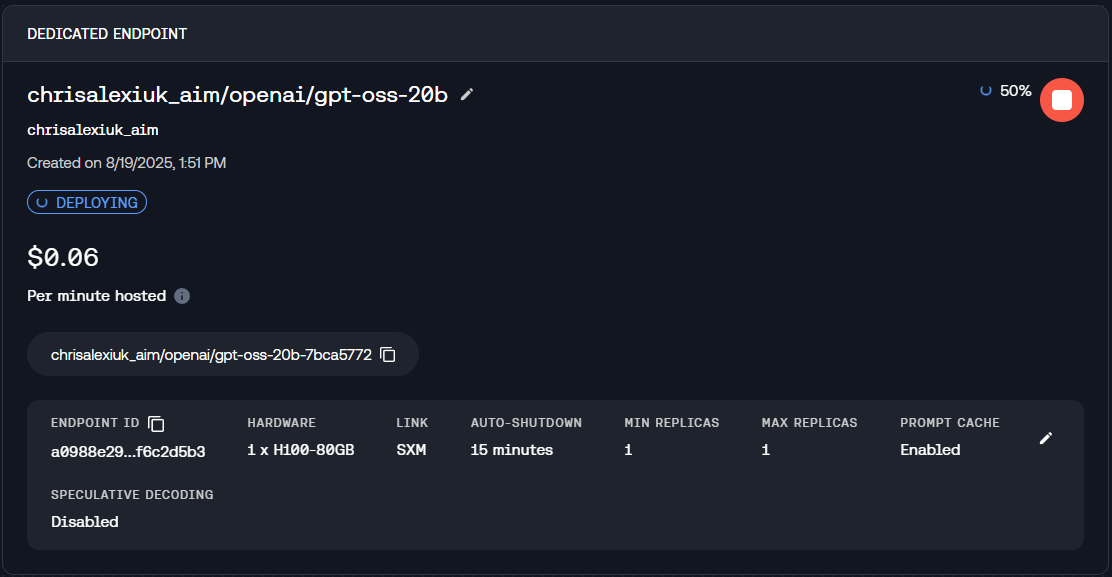 DEDICATED ENDPOINT
chrisalexiuk_aim/openai/gpt-oss-20b
50%
chrisalexiuk_aim
Created on 8/19/2025, 1:51 PM
DEPLOYING
$0.06
Per minute hosted
chrisalexiuk_aim/openai/gpt-oss-20b-7bca5772
ENDPOINT ID HARDWARE LINK AUTO-SHUTDOWN MIN REPLICAS MAX REPLICAS PROMPT CACHE
a0988e29...f6c2d5b3 1 x H100-80GB SXM 15 minutes 1 1 Enabled
SPECULATIVE DECODING
Disabled